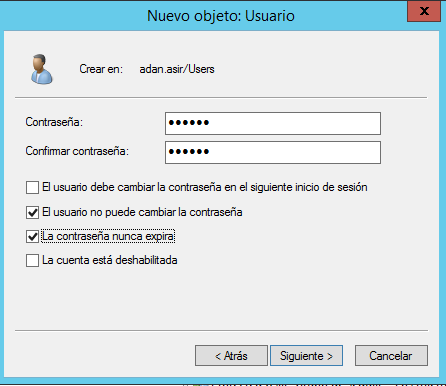 Nuevo objeto: Usuario
x
Crear en: adan.asir/Users
Contraseña: ••••••
Confirmar contraseña: ••••••
El usuario debe cambiar la contraseña en el siguiente inicio de sesión
El usuario no puede cambiar la contraseña
La contraseña nunca expira
La cuenta está deshabilitada
< Atrás Siguiente > Cancelar